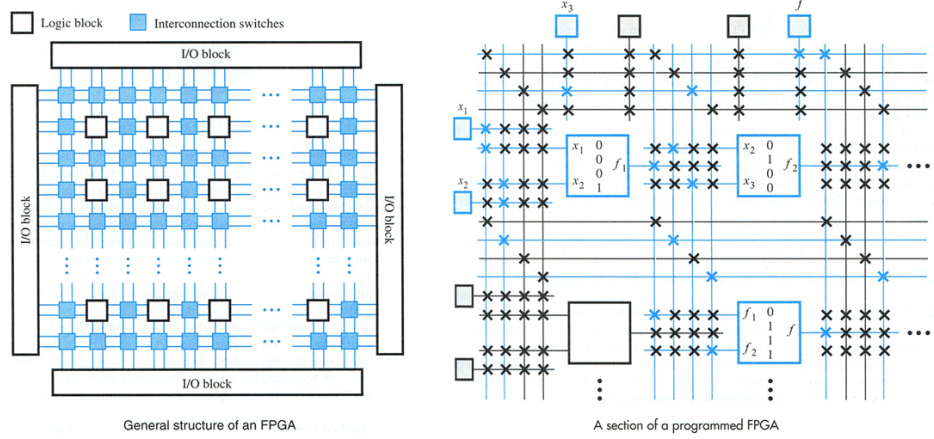 Logic block
Interconnection switches
I/O block
I/O block
I/O block
I/O block
General structure of an FPGA
x3
f
x1
x1 0
0
0
x2 1
f1
x2 0
1
0
x3 0
f2
x2
f1 0
1
1
f2 1
f
A section of a programmed FPGA